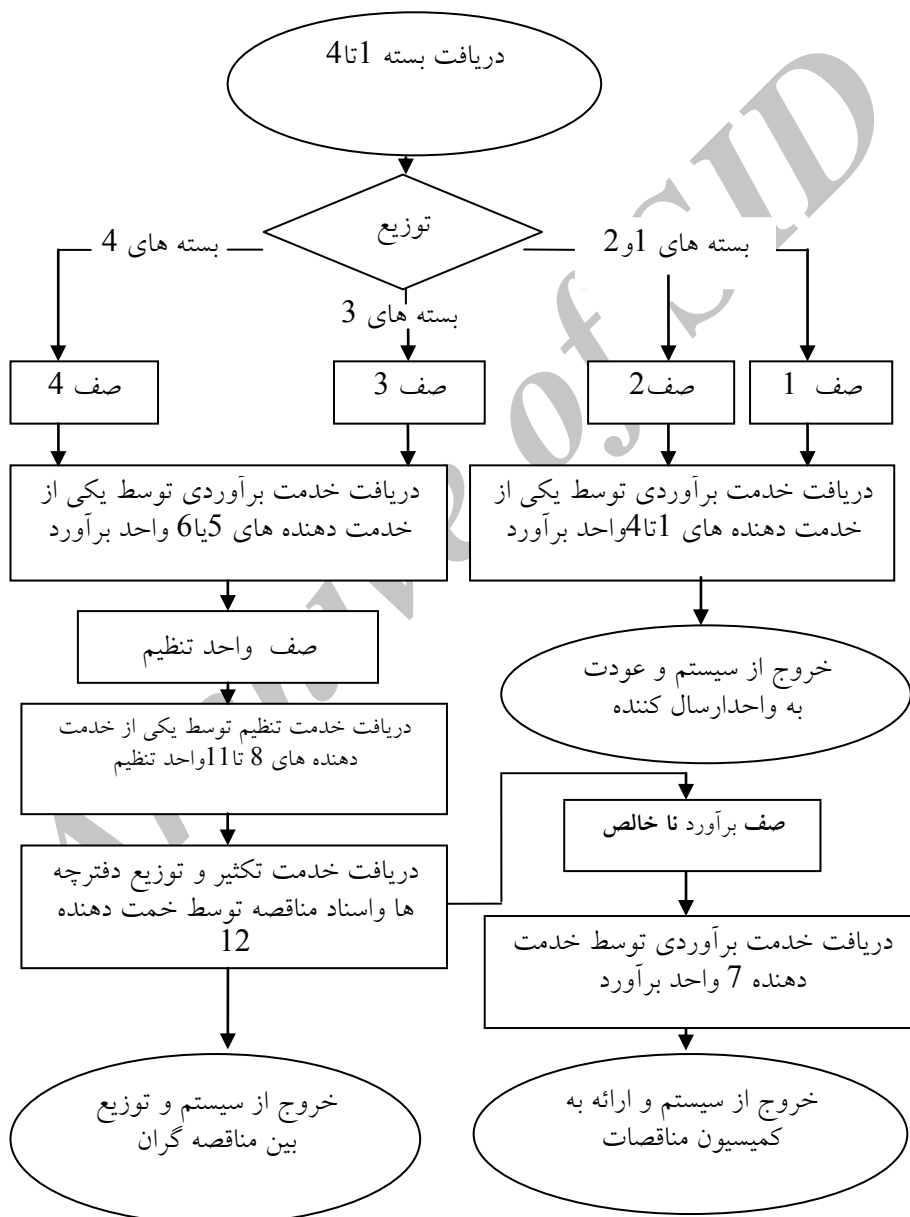 دریافت بسته 1تا4
توزیع
بسته های 1و2
بسته های 4
بسته های 3
صف 1
صف2
صف 3
صف 4
دریافت خدمت برآوردی توسط یکی از
خدمت دهنده های 1تا4واحد برآورد
دریافت خدمت برآوردی توسط یکی از
خدمت دهنده های 5یا6 واحد برآورد
خروج از سیستم و عودت
به واحدارسال کننده
صف واحد تنظیم
دریافت خدمت تنظیم توسط یکی از خدمت
دهنده های 8 تا11واحد تنظیم
صف برآورد نا خالص
دریافت خدمت تکثیر و توزیع دفترچه
ها واسناد مناقصه توسط خمت دهنده
12
دریافت خدمت برآوردی توسط خدمت
دهنده 7 واحد برآورد
خروج از سیستم و توزیع
بین مناقصه گران
خروج از سیستم و ارائه به
کمیسیون مناقصات
Archive of SID